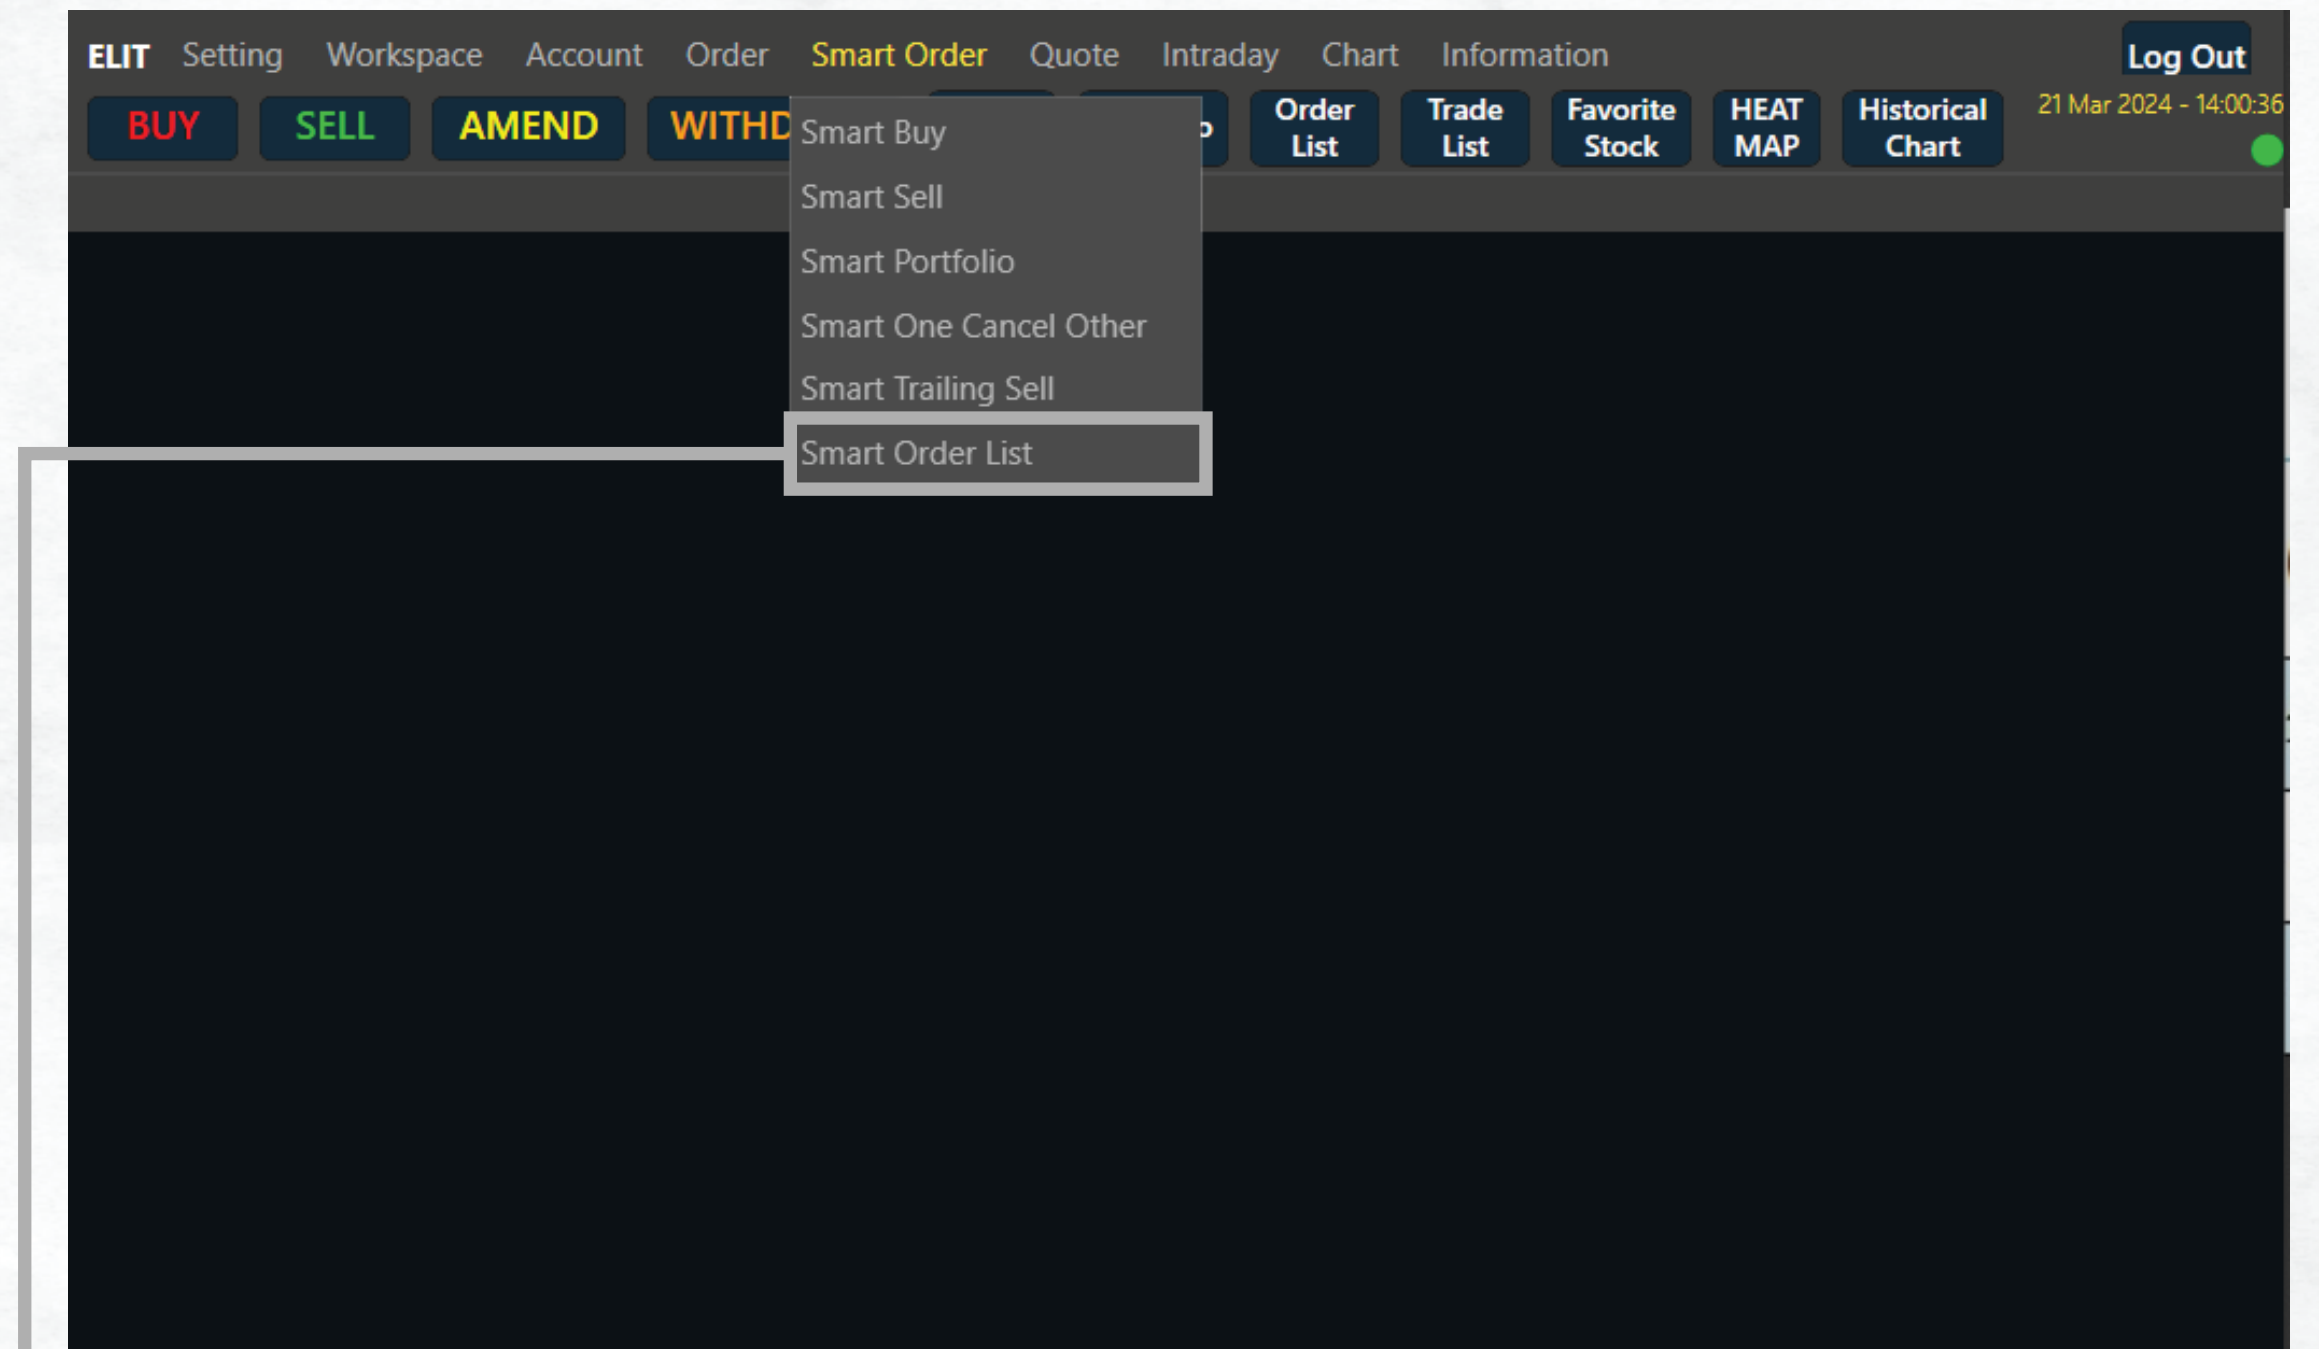 ELIT Setting Workspace Account Order Smart Order Quote Intraday Chart Information Log Out
BUY SELL AMEND Order List Trade List Favorite Stock HEAT MAP Historical Chart 21 Mar 2024 - 14:00:36
Smart Buy
Smart Sell
Smart Portfolio
Smart One Cancel Other
Smart Trailing Sell
Smart Order List